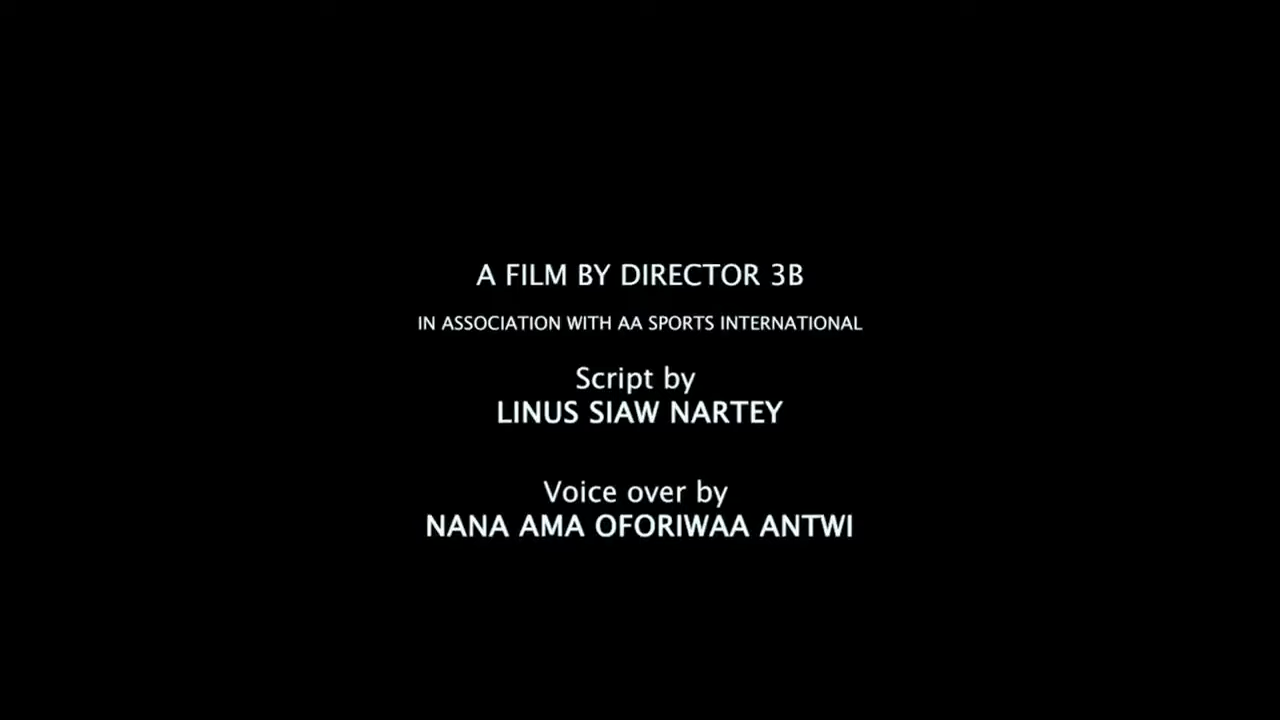 A FILM BY DIRECTOR 3B
IN ASSOCIATION WITH AA SPORTS INTERNATIONAL
Script by
LINUS SIAW NARTEY
Voice over by
NANA AMA OFORIWAA ANTWI